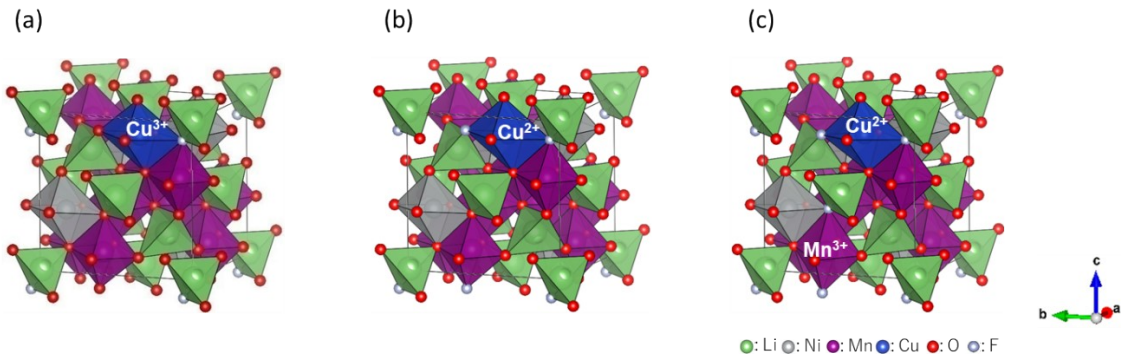 (a)
(b)
(c)
Cu3+
Cu2+
Cu2+
Mn3+
c
b
a
: Li : Ni : Mn : Cu : O : F